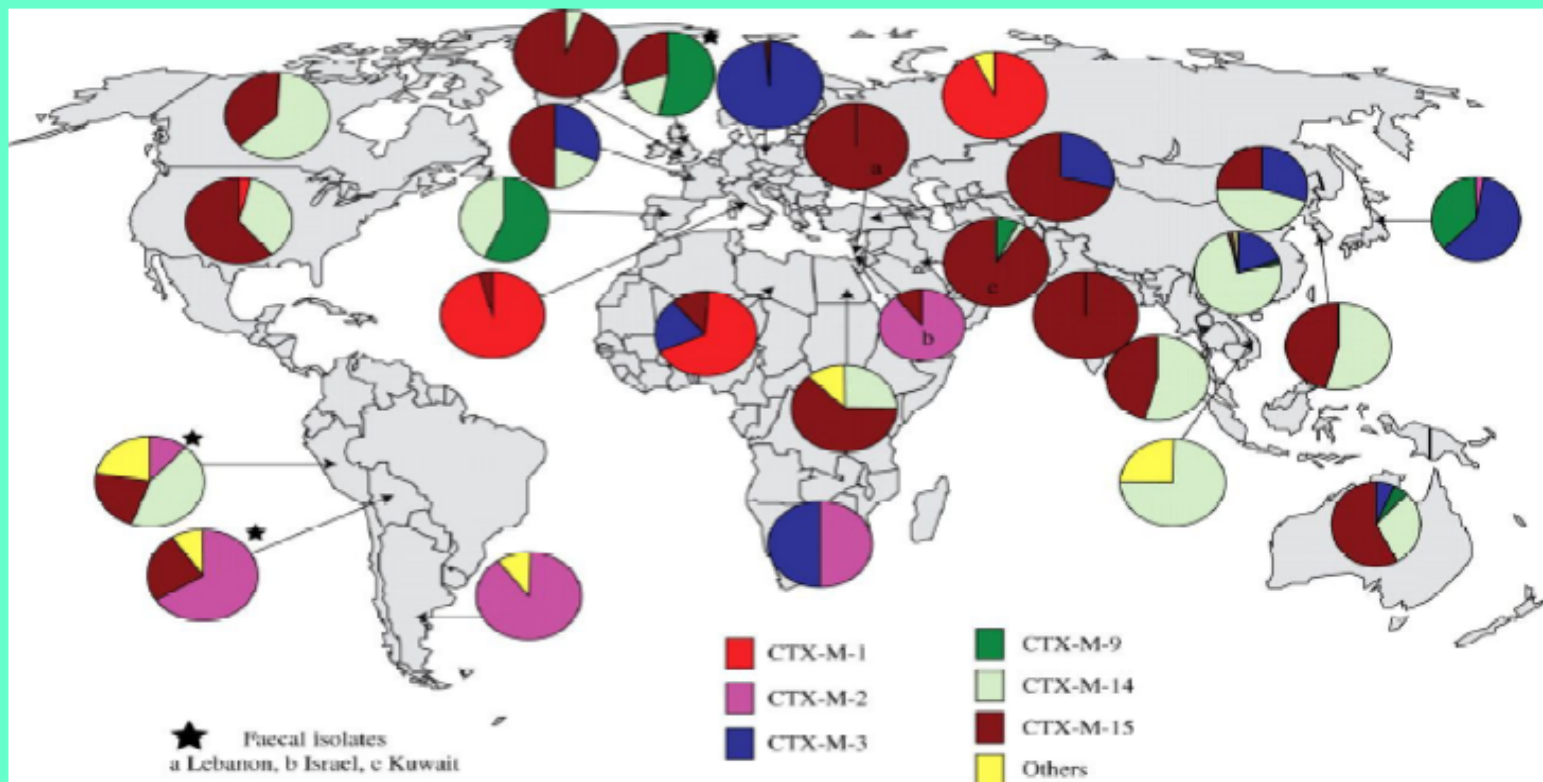 a
c
b
CTX-M-1
CTX-M-2
CTX-M-3
CTX-M-9
CTX-M-14
CTX-M-15
Others
Faecal isolates
a Lebanon, b Israel, c Kuwait